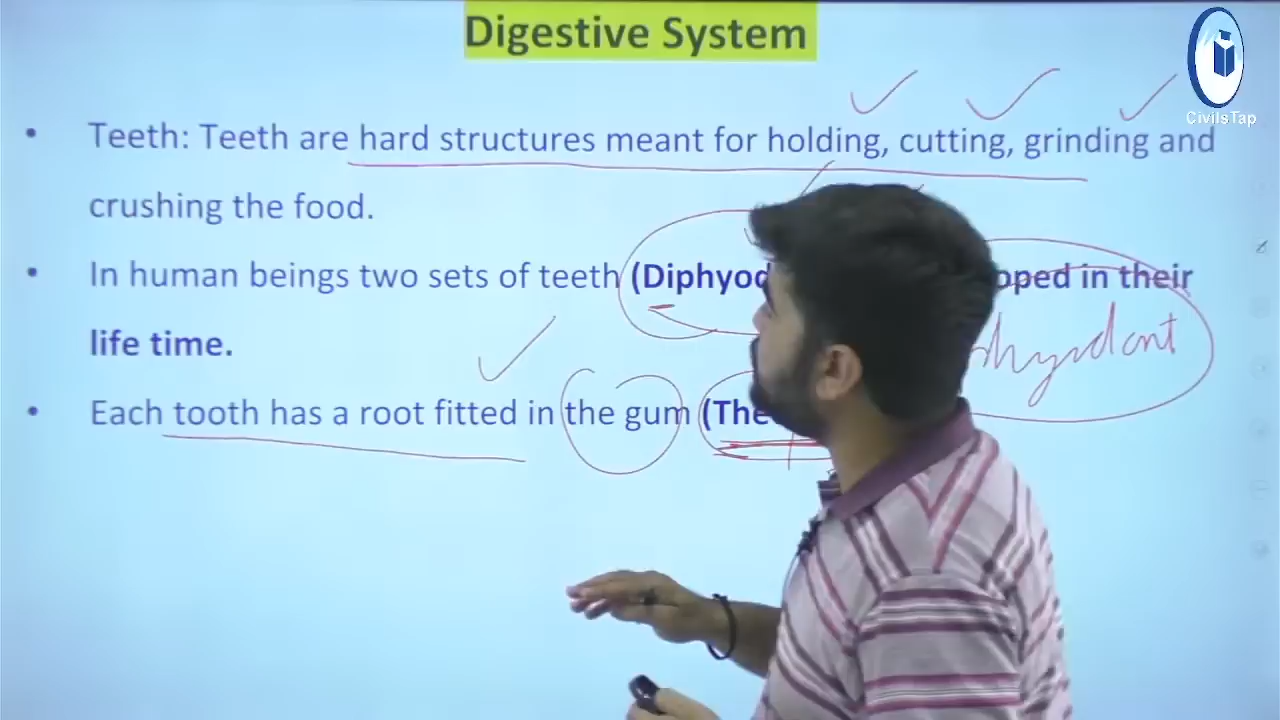 Digestive System
CivilsTap
• Teeth: Teeth are hard structures meant for holding, cutting, grinding and
crushing the food.
• In human beings two sets of teeth (Diphyod oped in their
life time.
• Each tooth has a root fitted in the gum (The